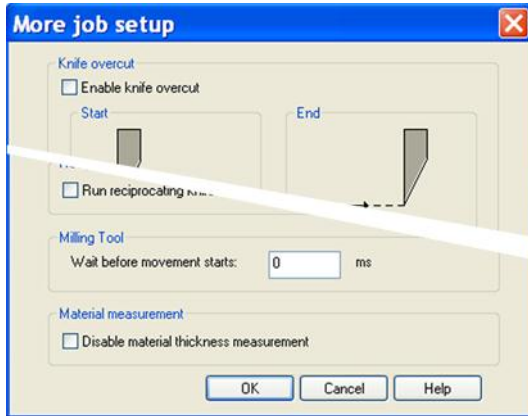 More job setup
Knife overcut
Enable knife overcut
Start
End
Run reciprocating
Milling Tool
Wait before movement starts:
0
ms
Material measurement
Disable material thickness measurement
OK
Cancel
Help